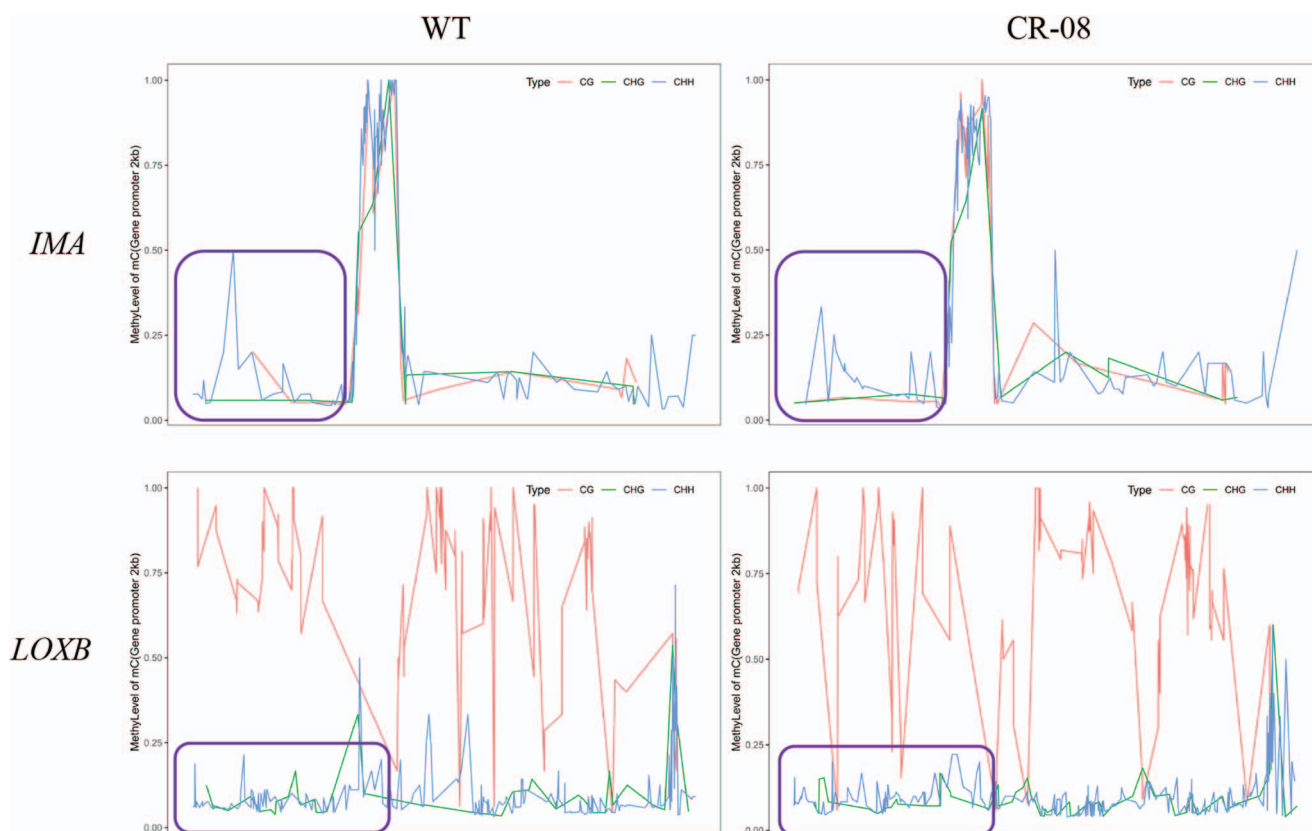 WT
CR-08
IMA
MethyLevel of mC(Gene promoter 2kb)
1.00
0.75
0.50
0.25
0.00
Type CG CHG CHH
MethyLevel of mC(Gene promoter 2kb)
1.00
0.75
0.50
0.25
0.00
Type CG CHG CHH
LOXB
MethyLevel of mC(Gene promoter 2kb)
1.00
0.75
0.50
0.25
0.00
Type CG CHG CHH
MethyLevel of mC(Gene promoter 2kb)
1.00
0.75
0.50
0.25
0.00
Type CG CHG CHH